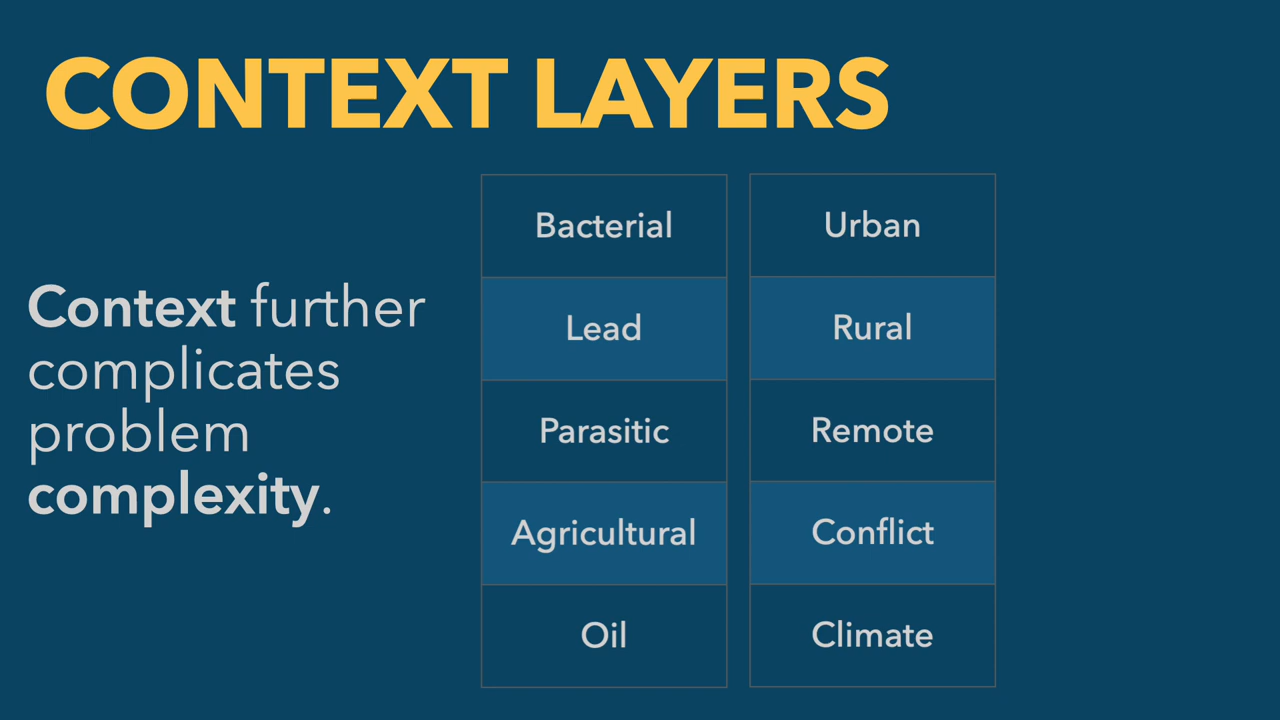 CONTEXT LAYERS
Context further
complicates
problem
complexity.
Bacterial
Lead
Parasitic
Agricultural
Oil
Urban
Rural
Remote
Conflict
Climate